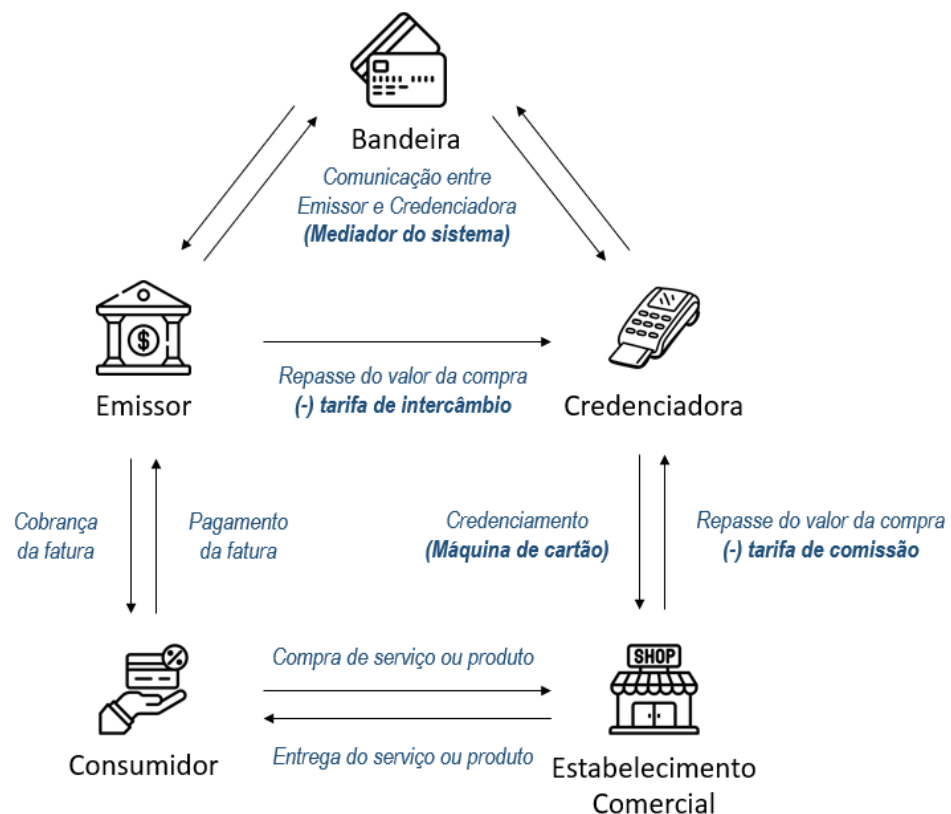 Bandeira
Comunicação entre
Emissor e Credenciadora
(Mediador do sistema)
$
Emissor
Repasse do valor da compra
(-) tarifa de intercâmbio
Credenciadora
Cobrança
da fatura
Pagamento
da fatura
Credenciamento
(Máquina de cartão)
Repasse do valor da compra
(-) tarifa de comissão
%
Compra de serviço ou produto
Entrega do serviço ou produto
SHOP
Consumidor
Estabelecimento
Comercial